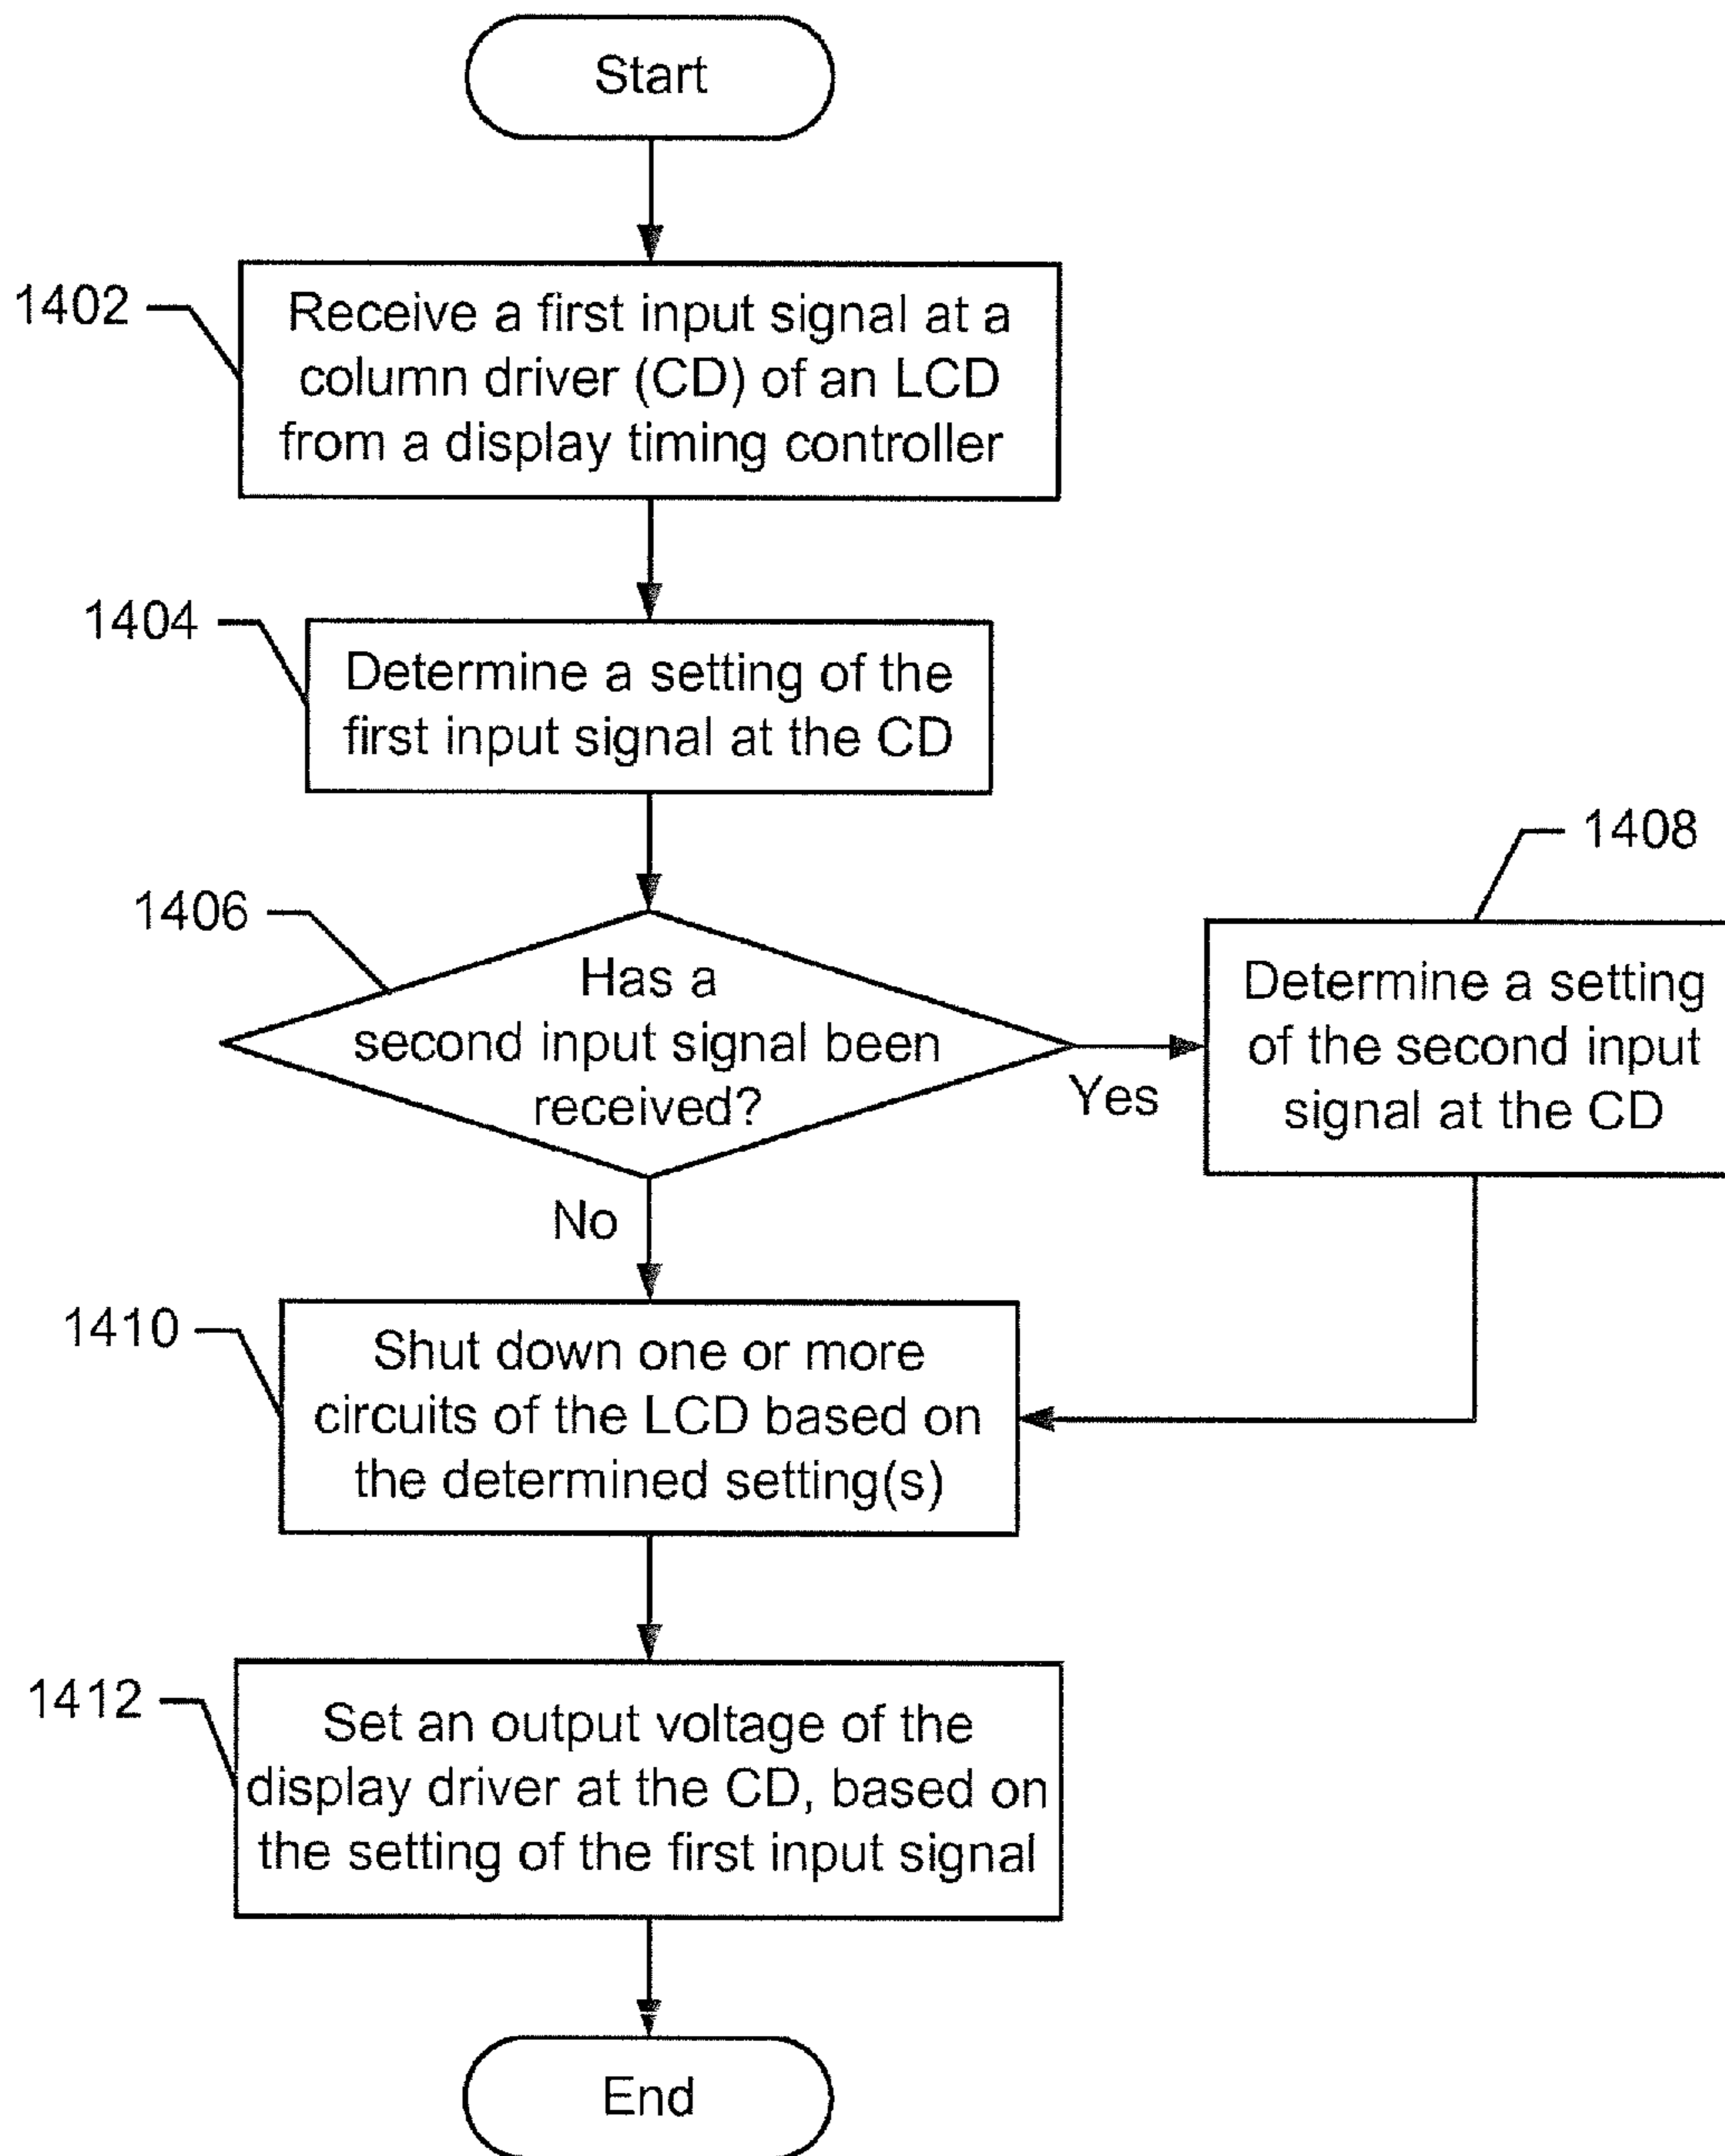 Start
1402
Receive a first input signal at a
column driver (CD) of an LCD
from a display timing controller
1404
Determine a setting of the
first input signal at the CD
1406
Has a
second input signal been
received?
Yes
1408
Determine a setting
of the second input
signal at the CD
No
1410
Shut down one or more
circuits of the LCD based on
the determined setting(s)
1412
Set an output voltage of the
display driver at the CD, based on
the setting of the first input signal
End